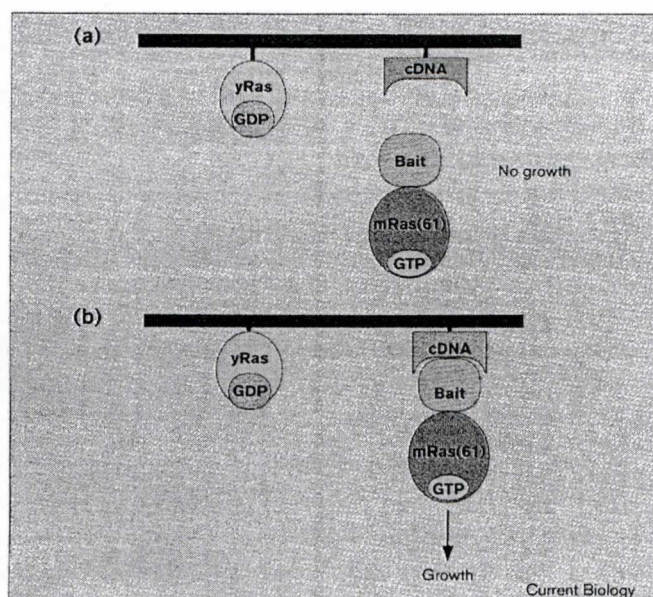 (a)
cDNA
yRas
GDP
Bait
No growth
mRas(61)
GTP
(b)
cDNA
yRas
GDP
Bait
mRas(61)
GTP
Growth
Current Biology